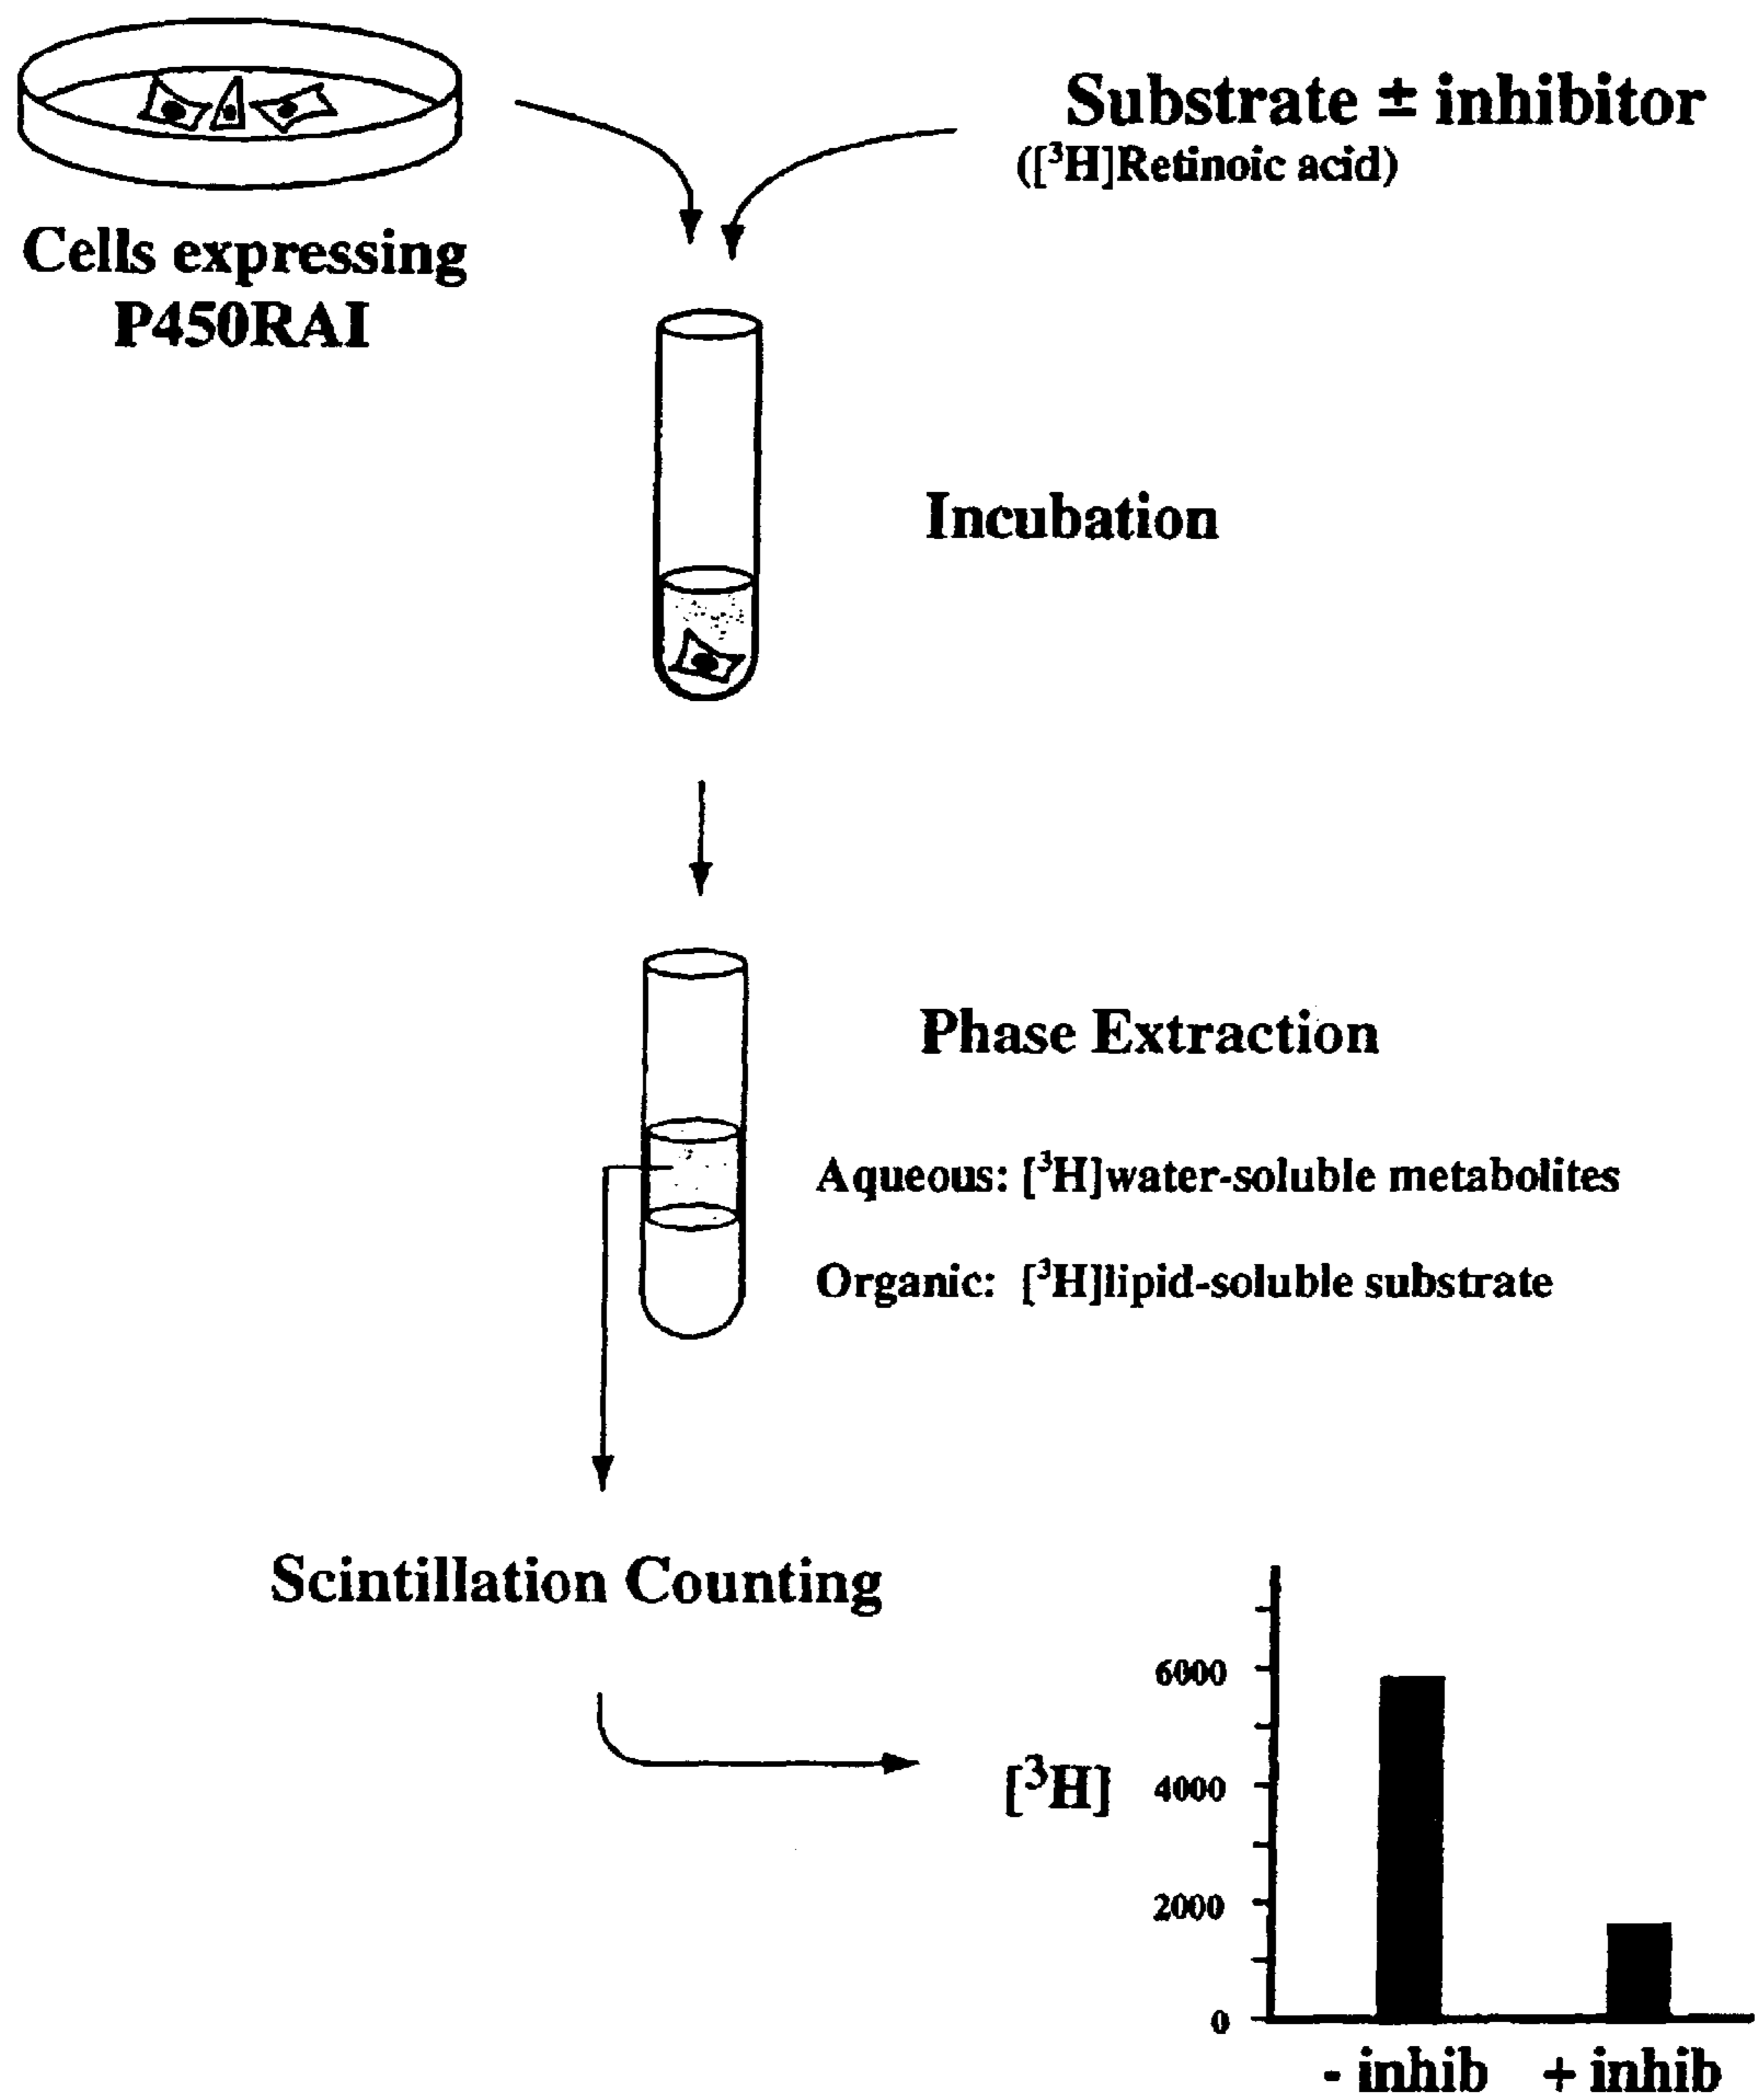 Substrate ± inhibitor
([³H]Retinoic acid)
Cells expressing
P450RAI
Incubation
Phase Extraction
Aqueous: [³H]water-soluble metabolites
Organic: [³H]lipid-soluble substrate
Scintillation Counting
[³H]
6000
4000
2000
0
- inhib + inhib